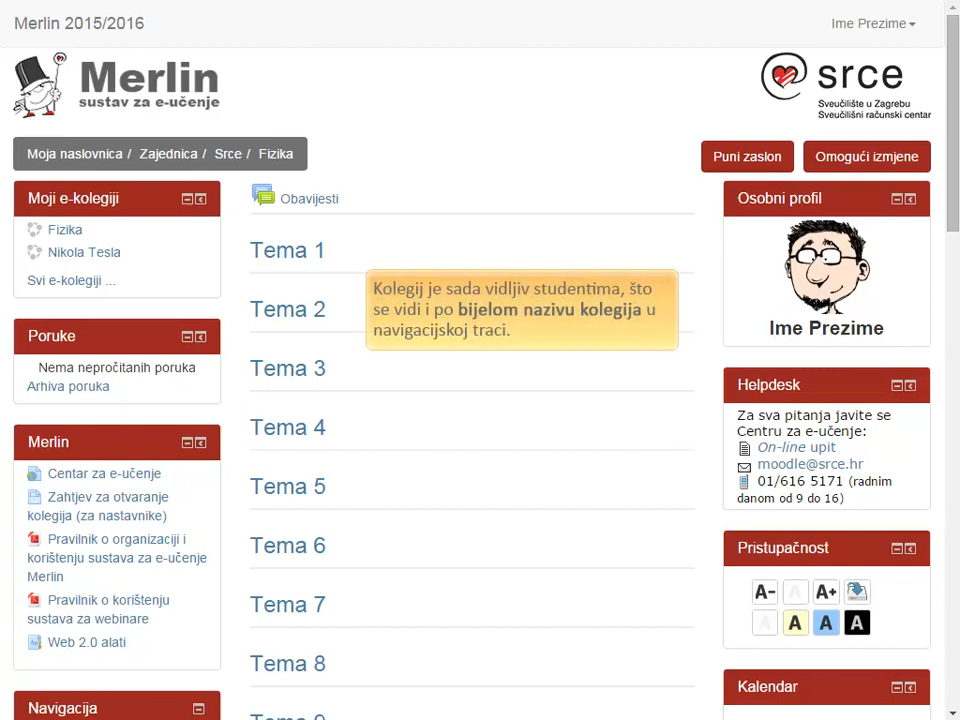 Merlin 2015/2016
Ime Prezime
Merlin
sustav za e-učenje
srce
Sveučilište u Zagrebu
Sveučilišni računski centar
Moja naslovnica / Zajednica / Srce / Fizika
Puni zaslon
Omogući izmjene
Moji e-kolegiji
Fizika
Nikola Tesla
Svi e-kolegiji ...
Poruke
Nema nepročitanih poruka
Arhiva poruka
Merlin
Centar za e-učenje
Zahtjev za otvaranje
kolegija (za nastavnike)
Pravilnik o organizaciji i
korištenju sustava za e-učenje
Merlin
Pravilnik o korištenju
sustava za webinare
Web 2.0 alati
Navigacija
Obavijesti
Tema 1
Tema 2
Kolegij je sada vidljiv studentima, što
se vidi i po bijelom nazivu kolegija u
navigacijskoj traci.
Tema 3
Tema 4
Tema 5
Tema 6
Tema 7
Tema 8
Tema 9
Osobni profil
Ime Prezime
Helpdesk
Za sva pitanja javite se
Centru za e-učenje:
On-line upit
moodle@srce.hr
01/616 5171 (radnim
danom od 9 do 16)
Pristupačnost
A- A A+
A A A A
Kalendar